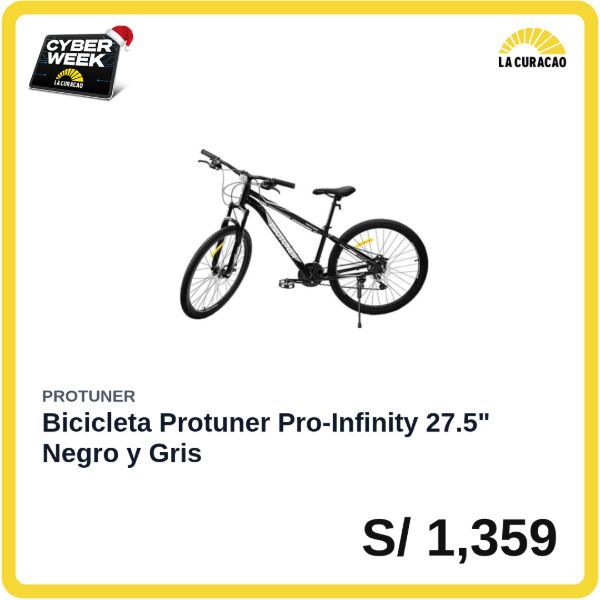 CYBER
WEEK
LA CURACAO
LA CURACAO
PROTUNER
Bicicleta Protuner Pro-Infinity 27.5"
Negro y Gris
S/ 1,359